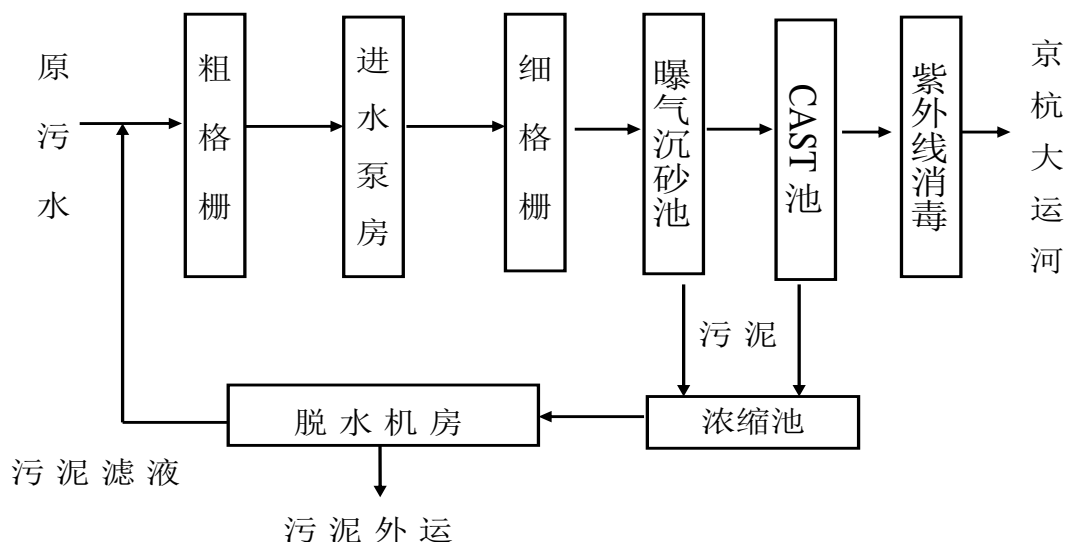 原污水
粗格栅
进水泵房
细格栅
曝气沉砂池
CAST池
紫外线消毒
京杭大运河
污泥
脱水机房
浓缩池
污泥滤液
污泥外运